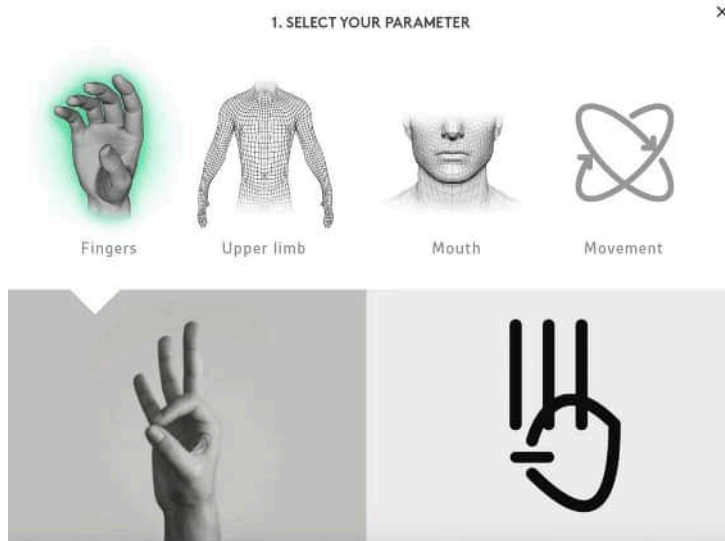 1. SELECT YOUR PARAMETER
Fingers
Upper limb
Mouth
Movement